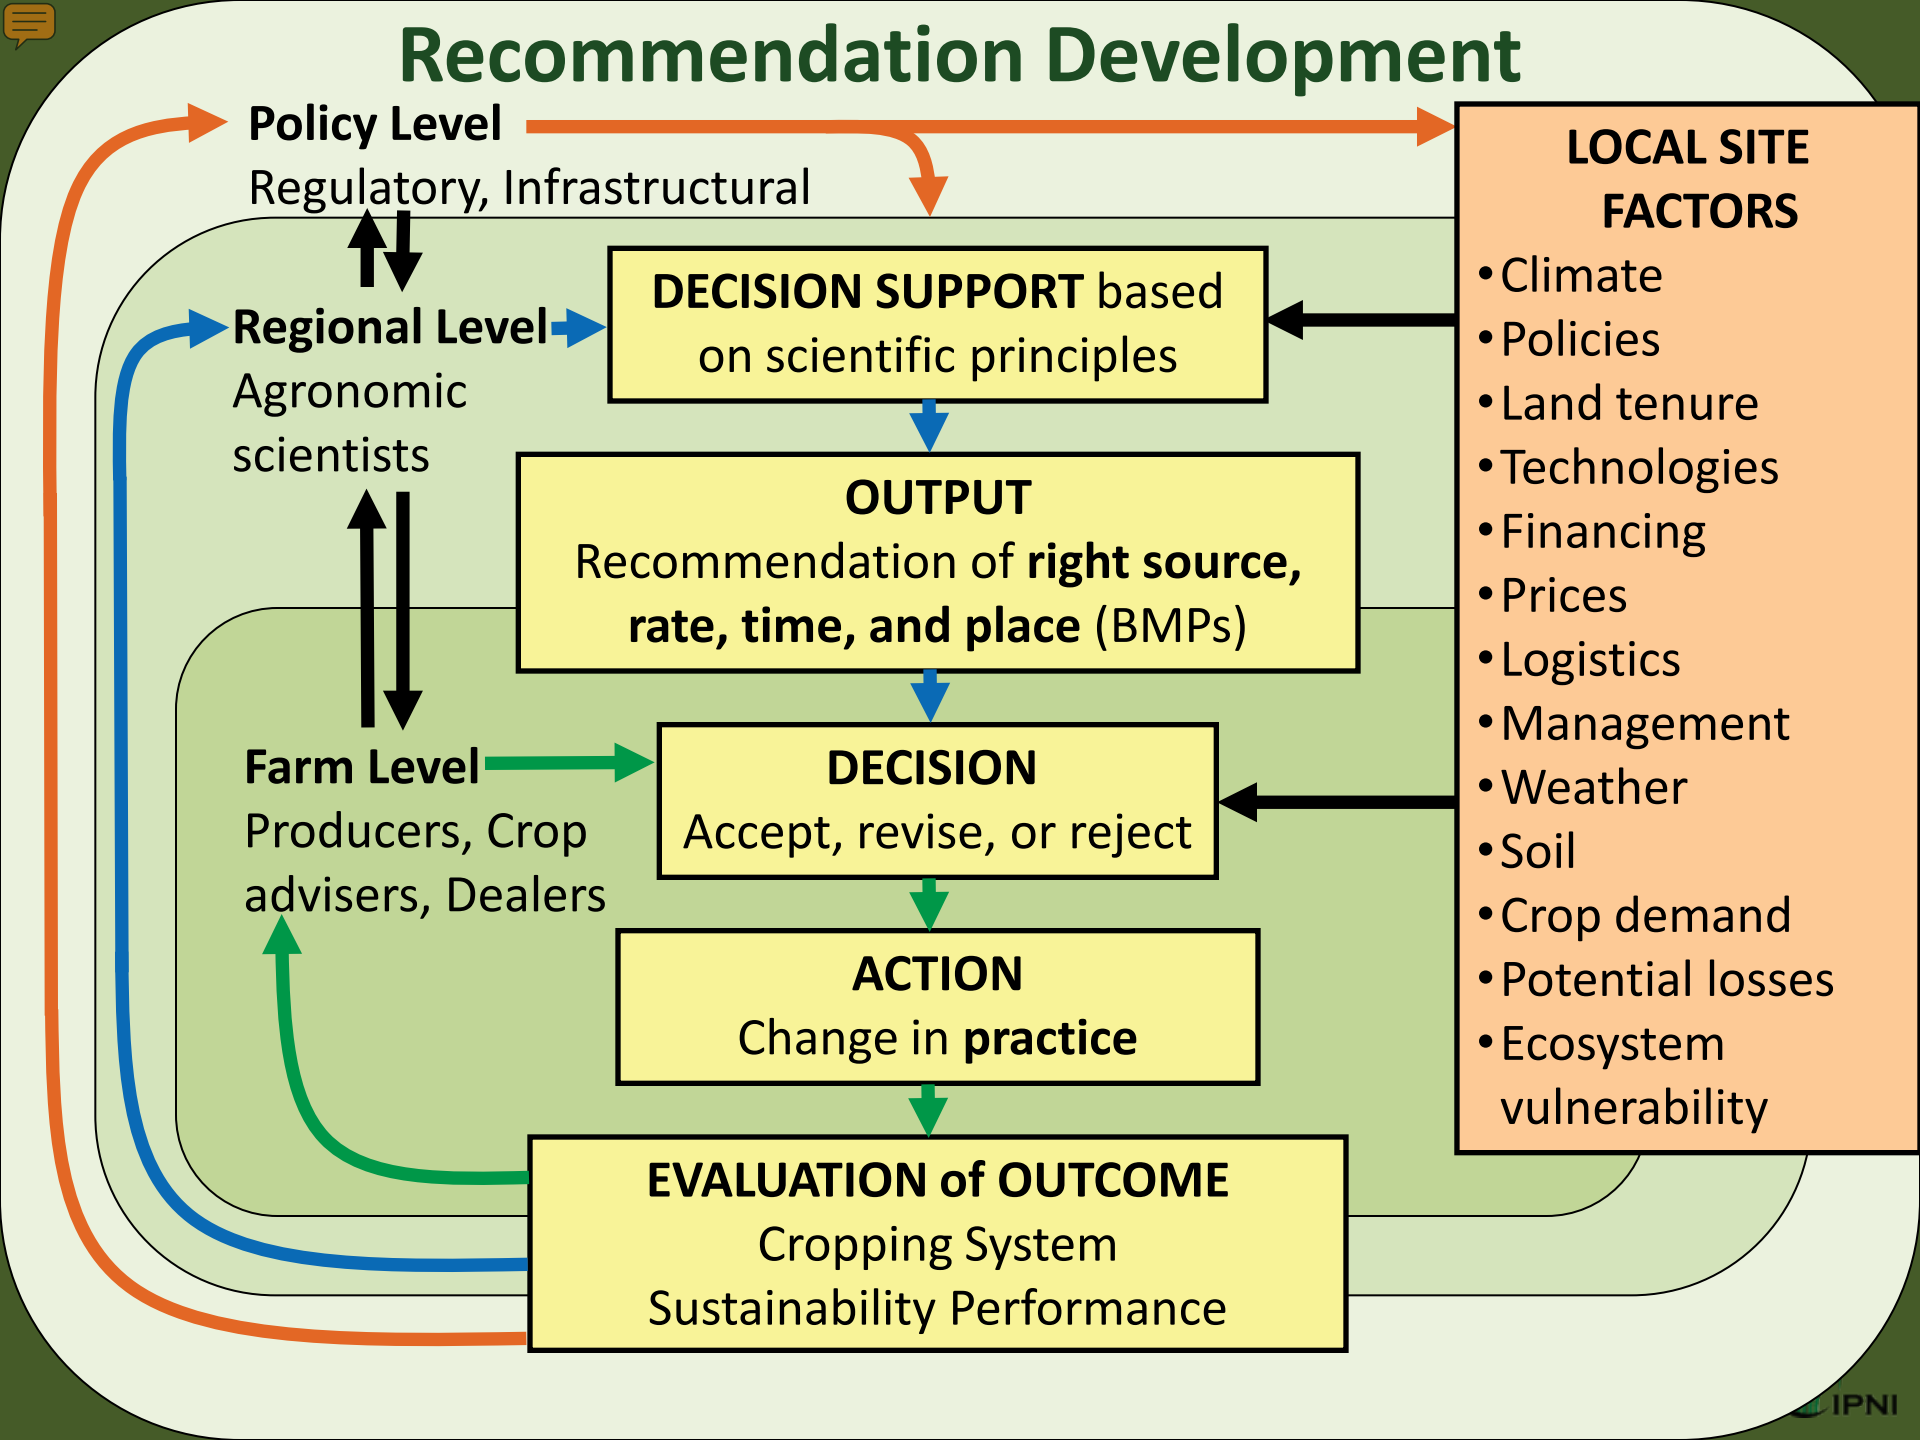 Recommendation Development
Policy Level
Regulatory, Infrastructural
Regional Level
Agronomic
scientists
Farm Level
Producers, Crop
advisers, Dealers
DECISION SUPPORT based
on scientific principles
OUTPUT
Recommendation of right source,
rate, time, and place (BMPs)
DECISION
Accept, revise, or reject
ACTION
Change in practice
EVALUATION of OUTCOME
Cropping System
Sustainability Performance
LOCAL SITE
FACTORS
•Climate
•Policies
•Land tenure
•Technologies
•Financing
•Prices
•Logistics
•Management
•Weather
•Soil
•Crop demand
•Potential losses
•Ecosystem
vulnerability
IPNI